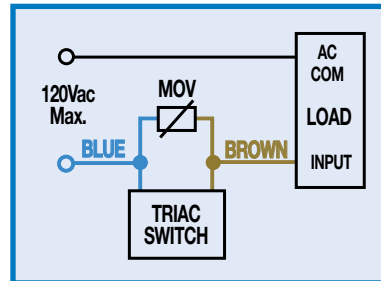 AC
COM
120Vac
Max.
MOV
LOAD
BLUE
BROWN
INPUT
TRIAC
SWITCH